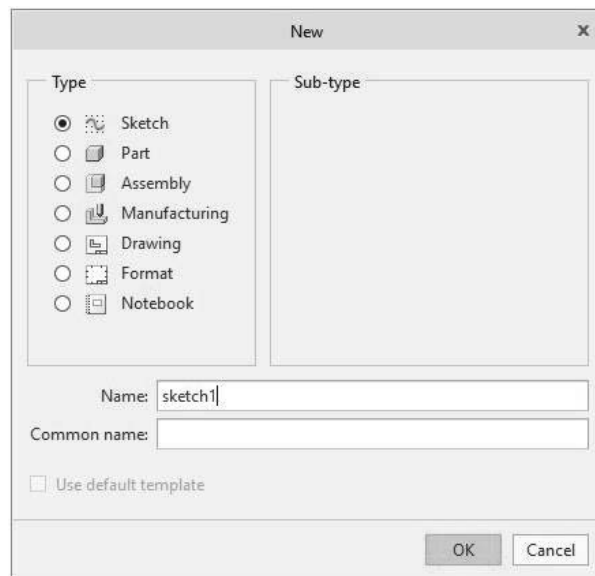 New
Type
Sub-type
Sketch
Part
Assembly
Manufacturing
Drawing
Format
Notebook
Name: sketch1
Common name:
Use default template
OK Cancel